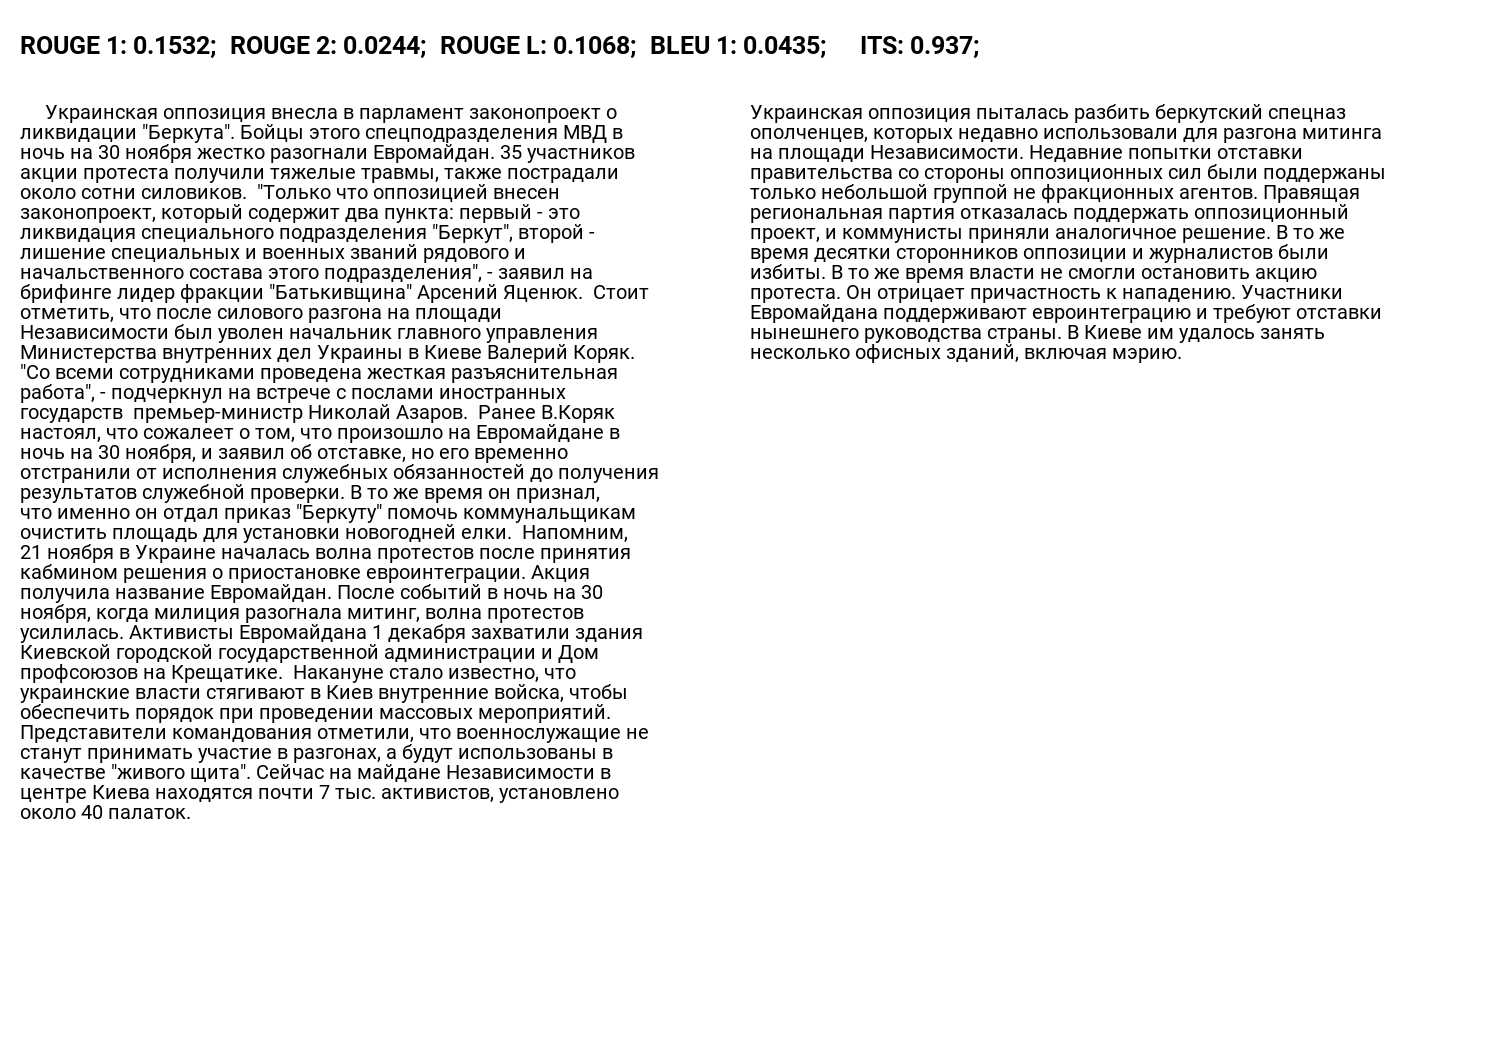 ROUGE 1: 0.1532;  ROUGE 2: 0.0244;  ROUGE L: 0.1068;  BLEU 1: 0.0435;     ITS: 0.937;
Украинская оппозиция внесла в парламент законопроект о
ликвидации "Беркута". Бойцы этого спецподразделения МВД в
ночь на 30 ноября жестко разогнали Евромайдан. 35 участников
акции протеста получили тяжелые травмы, также пострадали
около сотни силовиков.  "Только что оппозицией внесен
законопроект, который содержит два пункта: первый - это
ликвидация специального подразделения "Беркут", второй -
лишение специальных и военных званий рядового и
начальственного состава этого подразделения", - заявил на
брифинге лидер фракции "Батькивщина" Арсений Яценюк.  Стоит
отметить, что после силового разгона на площади
Независимости был уволен начальник главного управления
Министерства внутренних дел Украины в Киеве Валерий Коряк.
"Со всеми сотрудниками проведена жесткая разъяснительная
работа", - подчеркнул на встрече с послами иностранных
государств  премьер-министр Николай Азаров.  Ранее В.Коряк
настоял, что сожалеет о том, что произошло на Евромайдане в
ночь на 30 ноября, и заявил об отставке, но его временно
отстранили от исполнения служебных обязанностей до получения
результатов служебной проверки. В то же время он признал,
что именно он отдал приказ "Беркуту" помочь коммунальщикам
очистить площадь для установки новогодней елки.  Напомним,
21 ноября в Украине началась волна протестов после принятия
кабмином решения о приостановке евроинтеграции. Акция
получила название Евромайдан. После событий в ночь на 30
ноября, когда милиция разогнала митинг, волна протестов
усилилась. Активисты Евромайдана 1 декабря захватили здания
Киевской городской государственной администрации и Дом
профсоюзов на Крещатике.  Накануне стало известно, что
украинские власти стягивают в Киев внутренние войска, чтобы
обеспечить порядок при проведении массовых мероприятий.
Представители командования отметили, что военнослужащие не
станут принимать участие в разгонах, а будут использованы в
качестве "живого щита". Сейчас на майдане Независимости в
центре Киева находятся почти 7 тыс. активистов, установлено
около 40 палаток.
Украинская оппозиция пыталась разбить беркутский спецназ
ополченцев, которых недавно использовали для разгона митинга
на площади Независимости. Недавние попытки отставки
правительства со стороны оппозиционных сил были поддержаны
только небольшой группой не фракционных агентов. Правящая
региональная партия отказалась поддержать оппозиционный
проект, и коммунисты приняли аналогичное решение. В то же
время десятки сторонников оппозиции и журналистов были
избиты. В то же время власти не смогли остановить акцию
протеста. Он отрицает причастность к нападению. Участники
Евромайдана поддерживают евроинтеграцию и требуют отставки
нынешнего руководства страны. В Киеве им удалось занять
несколько офисных зданий, включая мэрию.